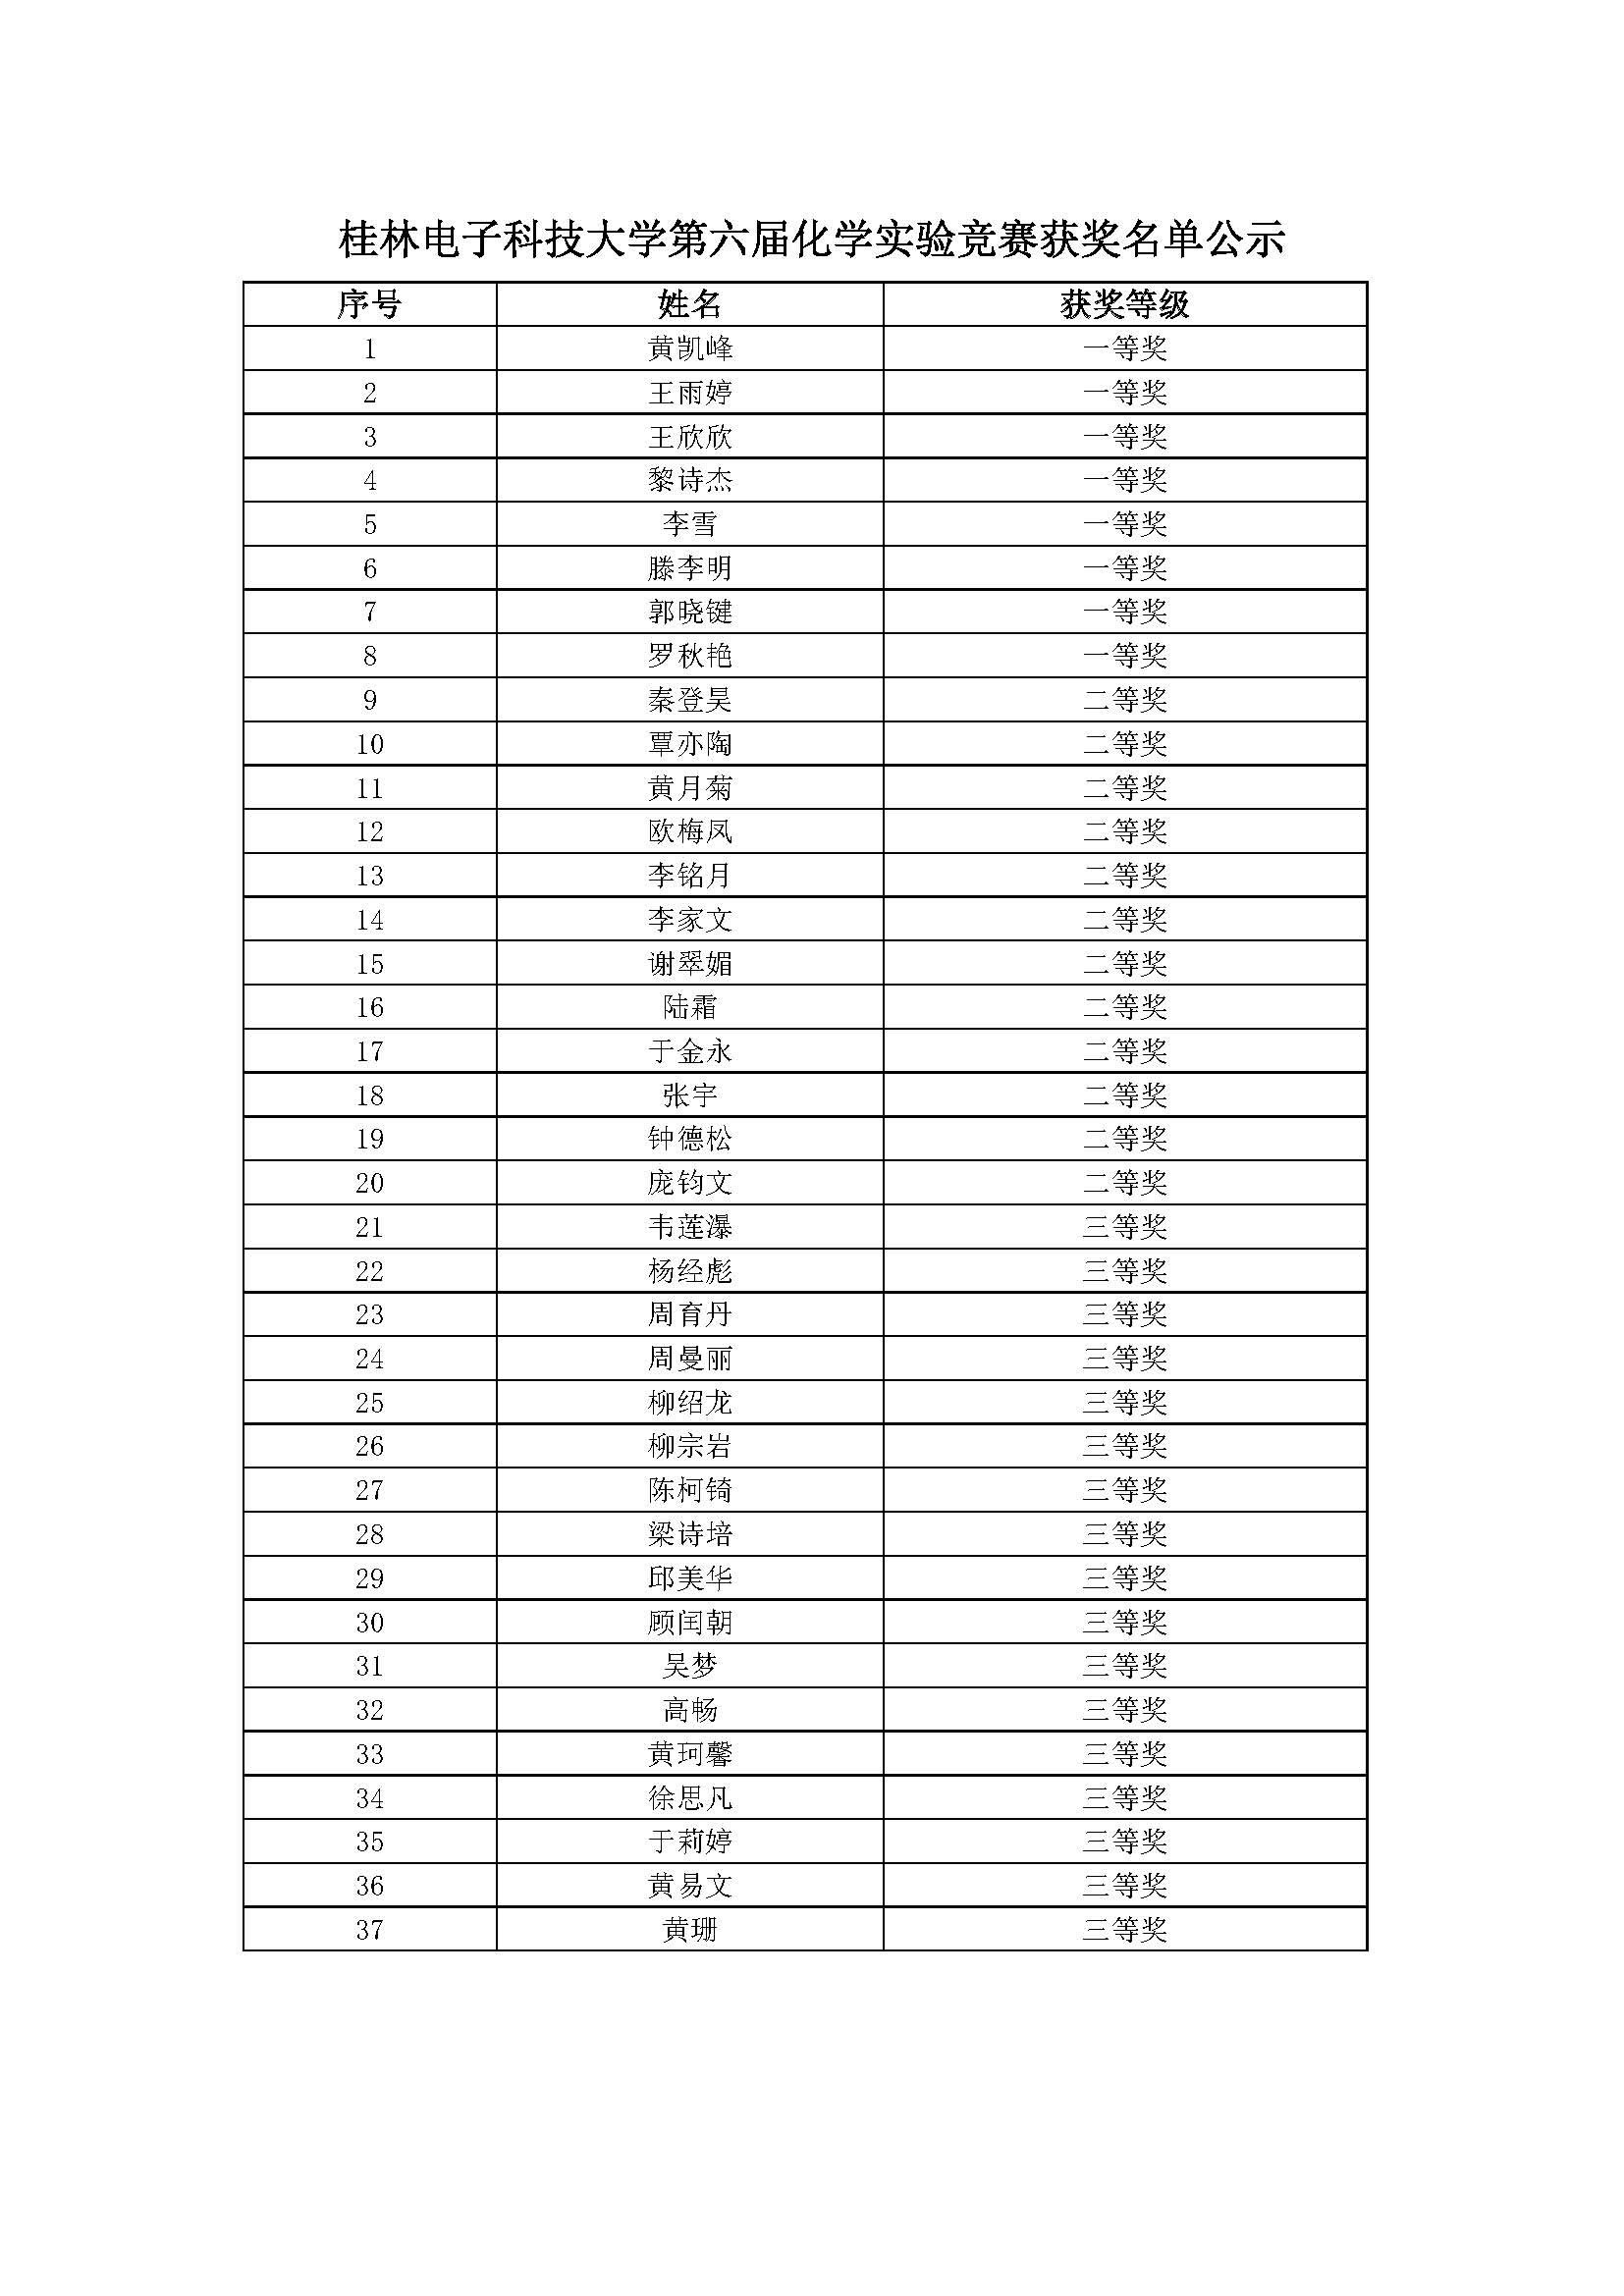 桂林电子科技大学第六届化学实验竞赛获奖名单公示
序号 姓名 获奖等级
1 黄凯峰 一等奖
2 王雨婷 一等奖
3 王欣欣 一等奖
4 黎诗杰 一等奖
5 李雪 一等奖
6 滕李明 一等奖
7 郭晓键 一等奖
8 罗秋艳 一等奖
9 秦登昊 二等奖
10 覃亦陶 二等奖
11 黄月菊 二等奖
12 欧梅凤 二等奖
13 李铭月 二等奖
14 李家文 二等奖
15 谢翠媚 二等奖
16 陆霜 二等奖
17 于金永 二等奖
18 张宇 二等奖
19 钟德松 二等奖
20 庞钧文 二等奖
21 韦莲瀑 三等奖
22 杨经彪 三等奖
23 周育丹 三等奖
24 周曼丽 三等奖
25 柳绍龙 三等奖
26 柳宗岩 三等奖
27 陈柯锜 三等奖
28 梁诗培 三等奖
29 邱美华 三等奖
30 顾闰朝 三等奖
31 吴梦 三等奖
32 高畅 三等奖
33 黄珂馨 三等奖
34 徐思凡 三等奖
35 于莉婷 三等奖
36 黄易文 三等奖
37 黄珊 三等奖